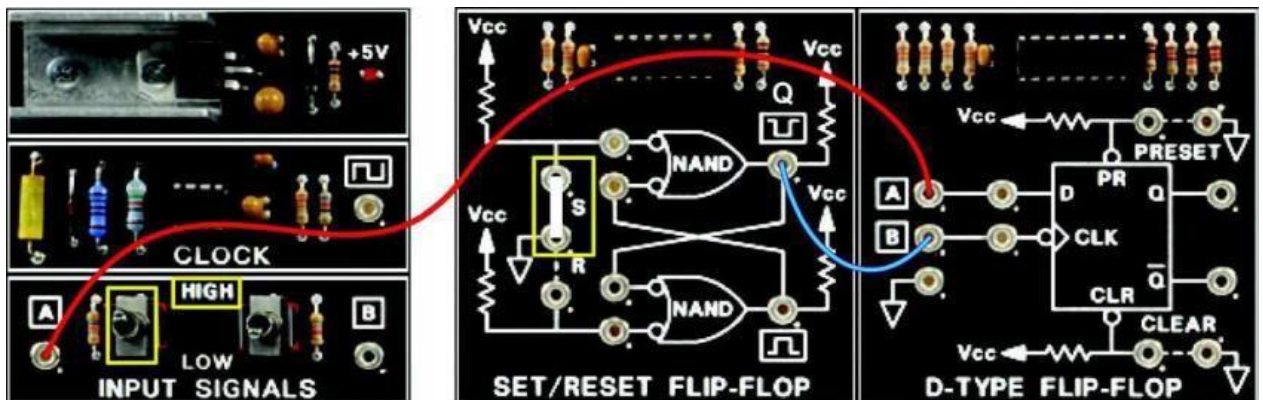 +5V
CLOCK
A
HIGH
B
LOW
INPUT SIGNALS
Vcc
Vcc
Q
NAND
S
Vcc
Vcc
R
NAND
SET/RESET FLIP-FLOP
Vcc
PRESET
PR
A
D
Q
B
CLK
Q̅
CLR
CLEAR
Vcc
D-TYPE FLIP-FLOP